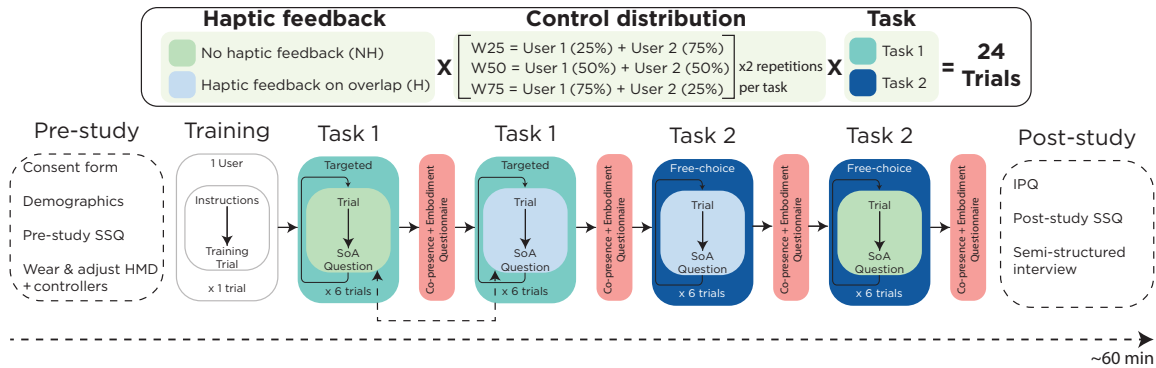 Haptic feedback
Control distribution
Task
No haptic feedback (NH)
Haptic feedback on overlap (H)
X
W25 = User 1 (25%) + User 2 (75%)
W50 = User 1 (50%) + User 2 (50%)
W75 = User 1 (75%) + User 2 (25%)
x2 repetitions
per task
X
Task 1
Task 2
= 24
Trials
Pre-study
Consent form
Demographics
Pre-study SSQ
Wear & adjust HMD
+ controllers
Training
1 User
Instructions
Training
Trial
x 1 trial
Task 1
Targeted
Trial
SoA
Question
x 6 trials
Co-presence + Embodiment
Questionnaire
Task 1
Targeted
Trial
SoA
Question
x 6 trials
Co-presence + Embodiment
Questionnaire
Task 2
Free-choice
Trial
SoA
Question
x 6 trials
Co-presence + Embodiment
Questionnaire
Task 2
Free-choice
Trial
SoA
Question
x 6 trials
Co-presence + Embodiment
Questionnaire
Post-study
IPQ
Post-study SSQ
Semi-structured
interview
~60 min